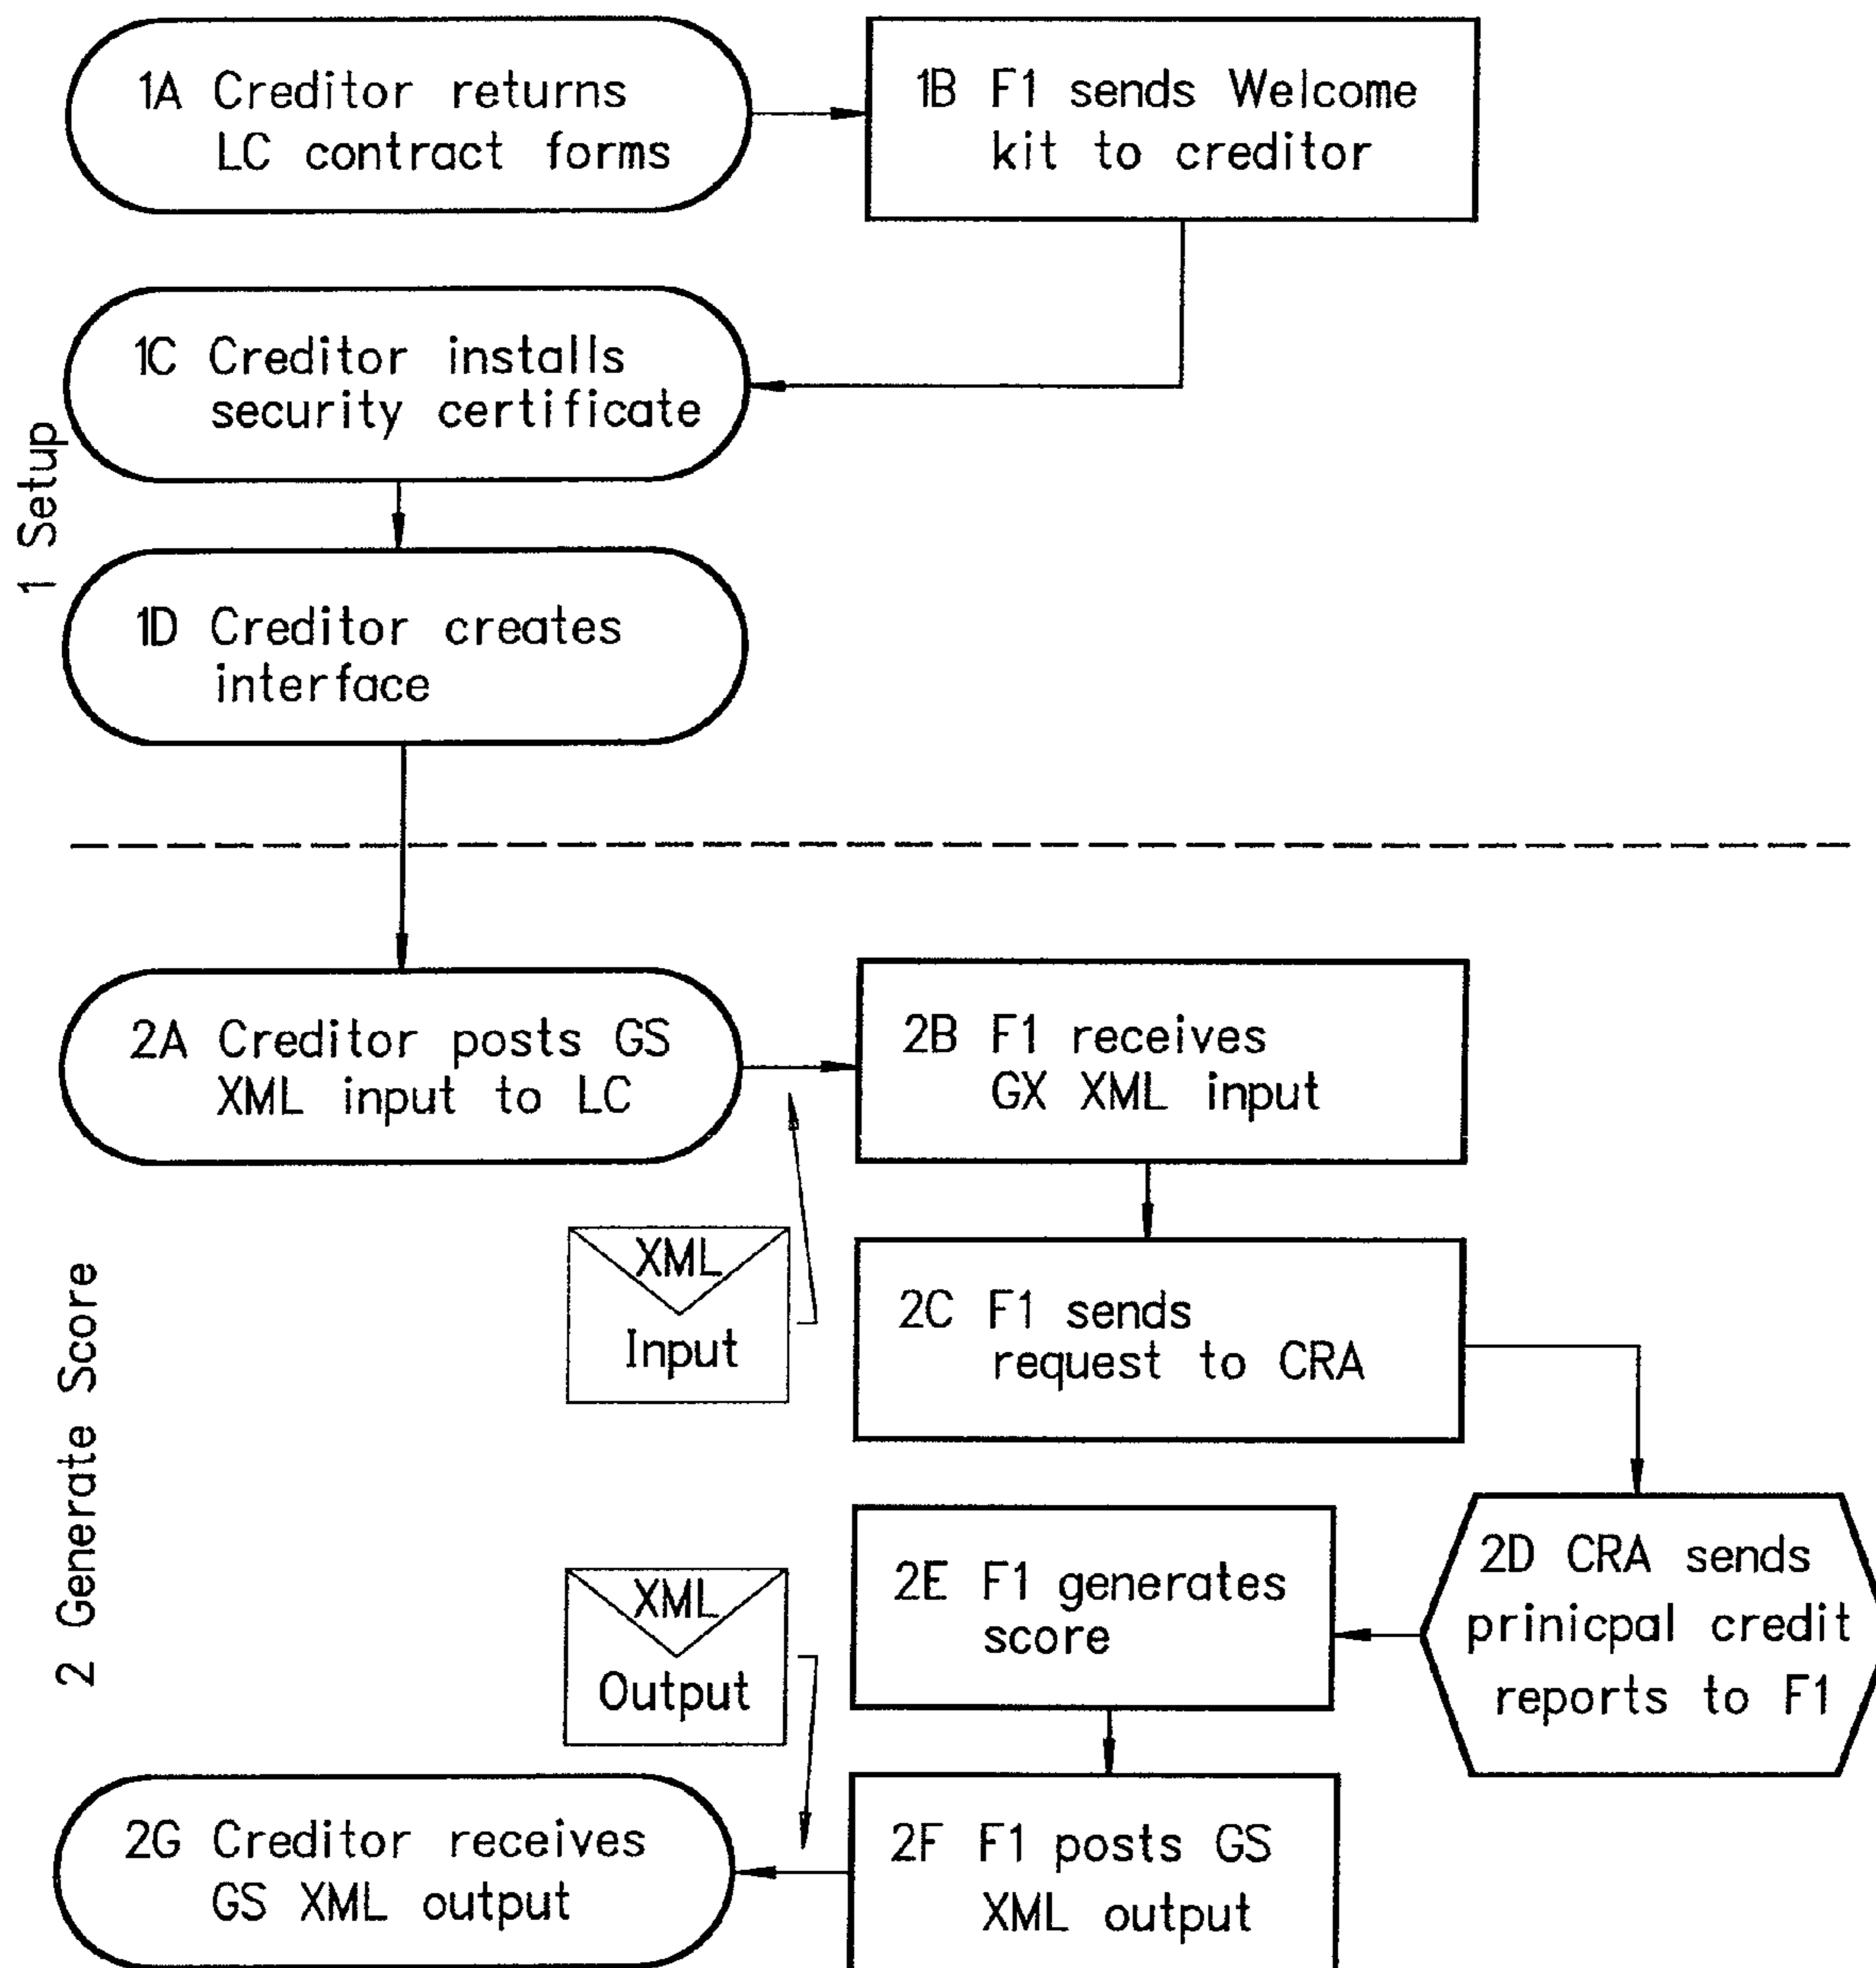 1A Creditor returns
LC contract forms
1B F1 sends Welcome
kit to creditor
1C Creditor installs
security certificate
1 Setup
1D Creditor creates
interface
2A Creditor posts GS
XML input to LC
2B F1 receives
GX XML input
XML
Input
2C F1 sends
request to CRA
2 Generate Score
2D CRA sends
prinicpal credit
reports to F1
2E F1 generates
score
XML
Output
2F F1 posts GS
XML output
2G Creditor receives
GS XML output